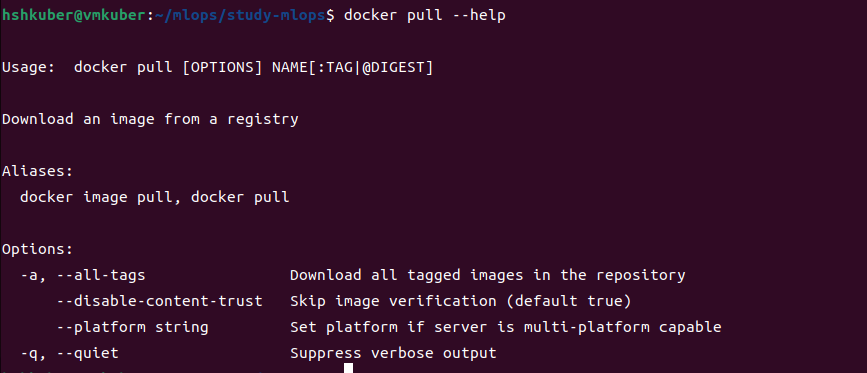 hshkuber@vmkuber:~/mlops/study-mlops$ docker pull --help
Usage:  docker pull [OPTIONS] NAME[:TAG|@DIGEST]
Download an image from a registry
Aliases:
  docker image pull, docker pull
Options:
  -a, --all-tags                Download all tagged images in the repository
      --disable-content-trust   Skip image verification (default true)
      --platform string         Set platform if server is multi-platform capable
  -q, --quiet                   Suppress verbose output